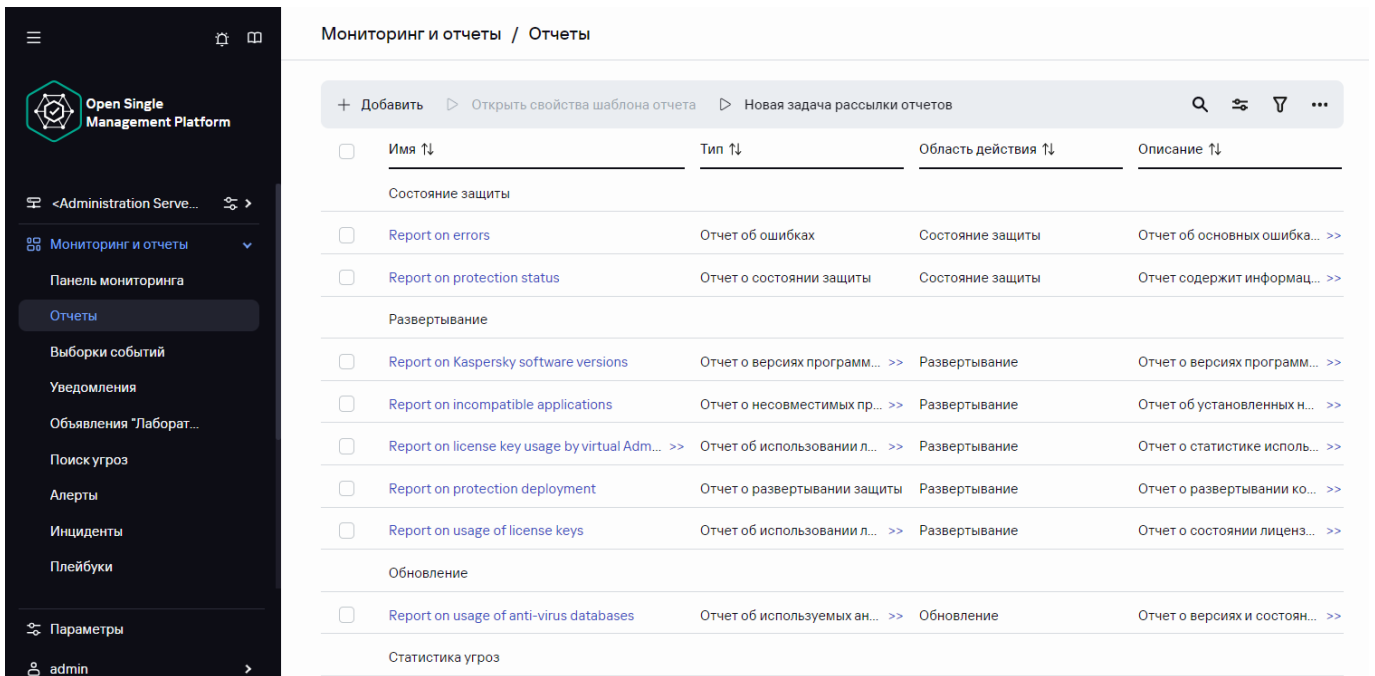 Мониторинг и отчеты / Отчеты
Open Single
Management Platform
<Administration Serve...
Мониторинг и отчеты
Панель мониторинга
Отчеты
Выборки событий
Уведомления
Объявления "Лаборат...
Поиск угроз
Алерты
Инциденты
Плейбуки
Параметры
admin
Добавить Открыть свойства шаблона отчета Новая задача рассылки отчетов
Имя Тип Область действия Описание
Состояние защиты
Report on errors Отчет об ошибках Состояние защиты Отчет об основных ошибка... >>
Report on protection status Отчет о состоянии защиты Состояние защиты Отчет содержит информац... >>
Развертывание
Report on Kaspersky software versions Отчет о версиях программ... >> Развертывание Отчет о версиях программ... >>
Report on incompatible applications Отчет о несовместимых пр... >> Развертывание Отчет об установленных н... >>
Report on license key usage by virtual Adm... >> Отчет об использовании л... >> Развертывание Отчет о статистике исполь... >>
Report on protection deployment Отчет о развертывании защиты Развертывание Отчет о развертывании ко... >>
Report on usage of license keys Отчет об использовании л... >> Развертывание Отчет о состоянии лиценз... >>
Обновление
Report on usage of anti-virus databases Отчет об используемых ан... >> Обновление Отчет о версиях и состоян... >>
Статистика угроз